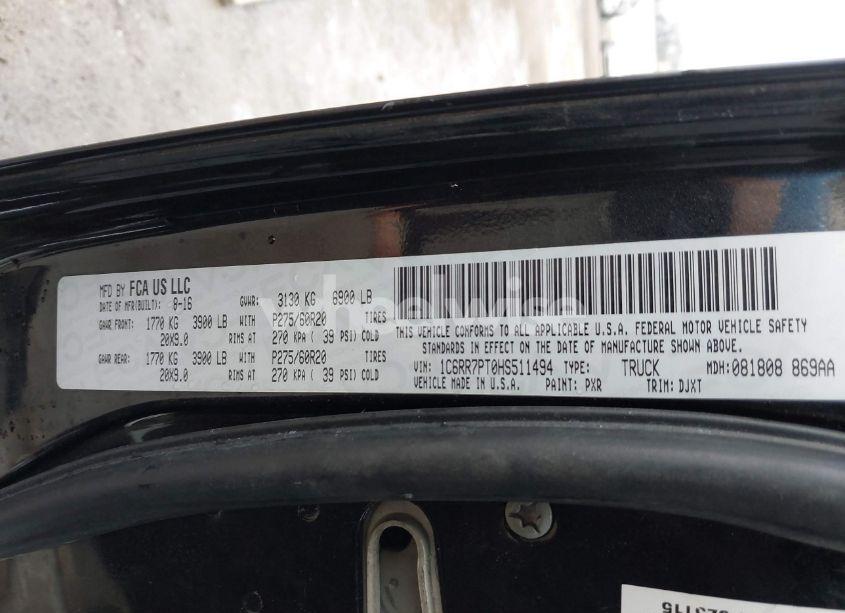 MFD BY FCA US LLC
DATE OF MFR(BUILT): 8-16 GVWR: 3130 KG 6900 LB
GAWR FRONT: 1770 KG 3900 LB WITH P275/60R20 TIRES
20X9.0 RIMS AT 270 KPA ( 39 PSI) COLD
GAWR REAR: 1770 KG 3900 LB WITH P275/60R20 TIRES
20X9.0 RIMS AT 270 KPA ( 39 PSI) COLD
THIS VEHICLE CONFORMS TO ALL APPLICABLE U.S.A. FEDERAL MOTOR VEHICLE SAFETY
STANDARDS IN EFFECT ON THE DATE OF MANUFACTURE SHOWN ABOVE.
VIN: 1C6RR7PT0HS511494 TYPE: TRUCK MDH: 081808 869AA
VEHICLE MADE IN U.S.A. PAINT: PXR TRIM: DJXT
wheelwise